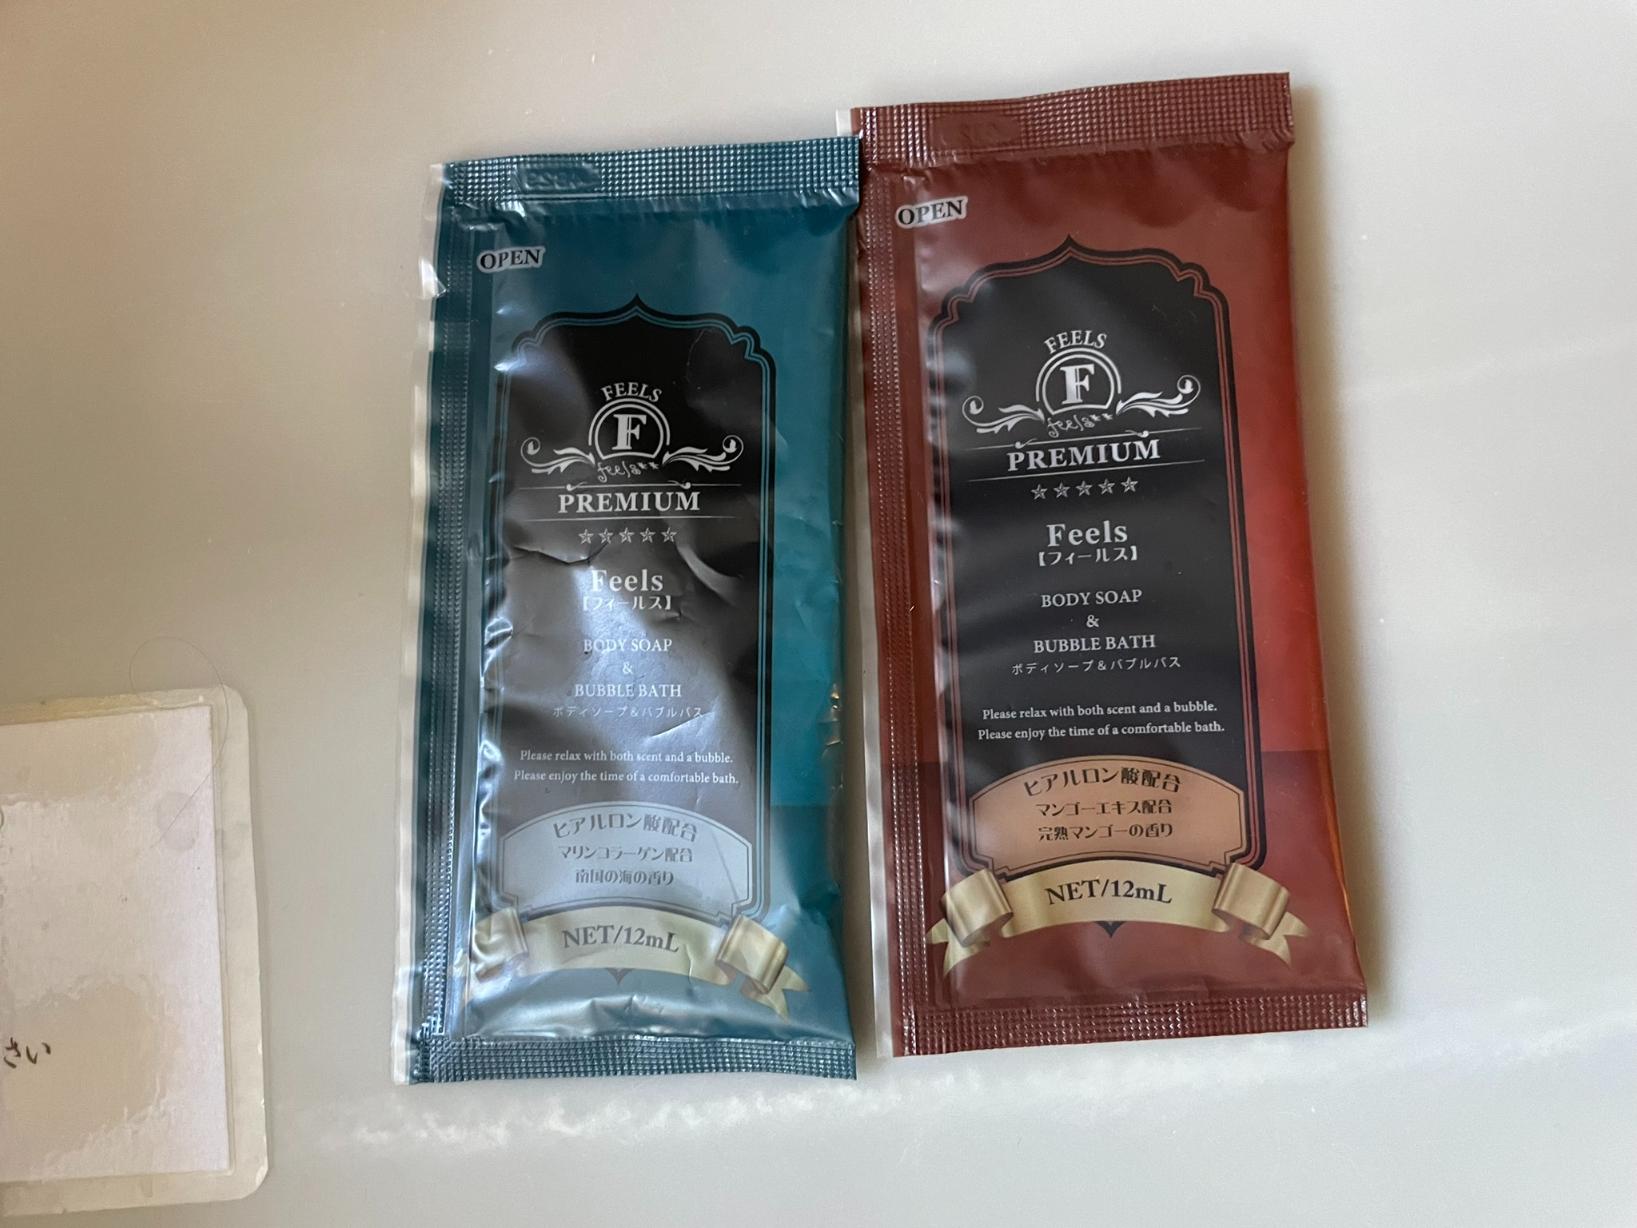 OPEN
FEELS
F
feels**
PREMIUM
☆☆☆☆☆
Feels
【フィールス】
BODY SOAP
&
BUBBLE BATH
ボディソープ&バブルバス
Please relax with both scent and a bubble.
Please enjoy the time of a comfortable bath.
ヒアルロン酸配合
マリンコラーゲン配合
南国の海の香り
NET/12mL
OPEN
FEELS
F
feels**
PREMIUM
☆☆☆☆☆
Feels
【フィールス】
BODY SOAP
&
BUBBLE BATH
ボディソープ&バブルバス
Please relax with both scent and a bubble.
Please enjoy the time of a comfortable bath.
ヒアルロン酸配合
マンゴーエキス配合
完熟マンゴーの香り
NET/12mL
さい